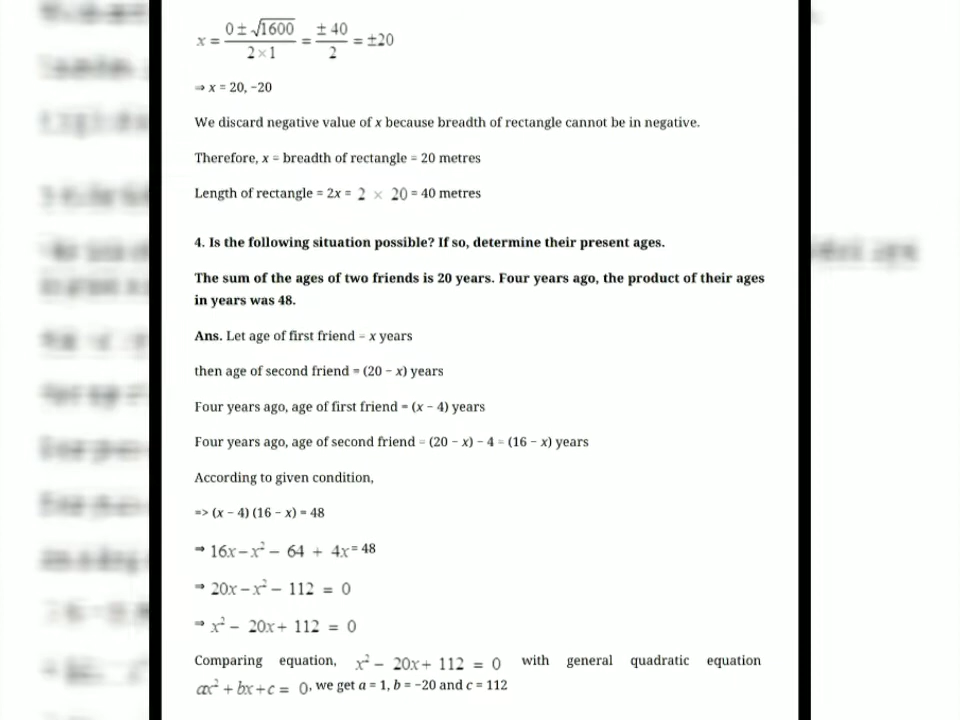 x = 0 ± √1600 / 2 × 1 = ± 40 / 2 = ±20
⇒ x = 20, −20
We discard negative value of x because breadth of rectangle cannot be in negative.
Therefore, x = breadth of rectangle = 20 metres
Length of rectangle = 2x = 2 × 20 = 40 metres
4. Is the following situation possible? If so, determine their present ages.
The sum of the ages of two friends is 20 years. Four years ago, the product of their ages
in years was 48.
Ans. Let age of first friend = x years
then age of second friend = (20 − x) years
Four years ago, age of first friend = (x − 4) years
Four years ago, age of second friend = (20 − x) − 4 = (16 − x) years
According to given condition,
=> (x − 4) (16 − x) = 48
⇒ 16x − x² − 64 + 4x = 48
⇒ 20x − x² − 112 = 0
⇒ x² − 20x + 112 = 0
Comparing equation, x² − 20x + 112 = 0 with general quadratic equation
ax² + bx + c = 0, we get a = 1, b = −20 and c = 112